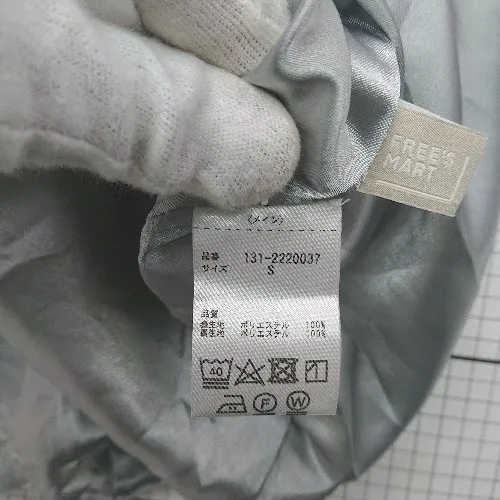 FREE'S
MART
〈メイン〉
品番 131-2220037
サイズ S
品質
表生地 ポリエステル 100%
裏生地 ポリエステル 100%
40
F W